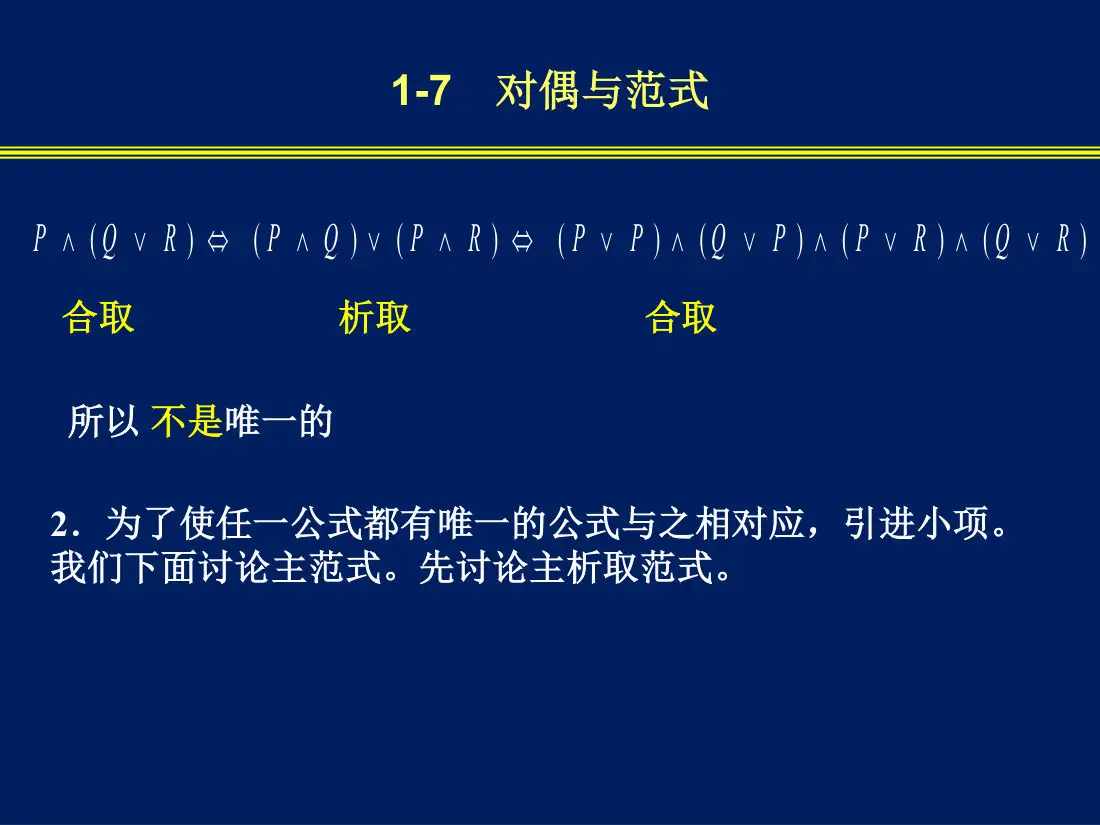 1-7 对偶与范式
P ∧ ( Q ∨ R ) ⇔ ( P ∧ Q ) ∨ ( P ∧ R ) ⇔ ( P ∨ P ) ∧ ( Q ∨ P ) ∧ ( P ∨ R ) ∧ ( Q ∨ R )
合取 析取 合取
所以 不是唯一的
2．为了使任一公式都有唯一的公式与之相对应，引进小项。
我们下面讨论主范式。先讨论主析取范式。